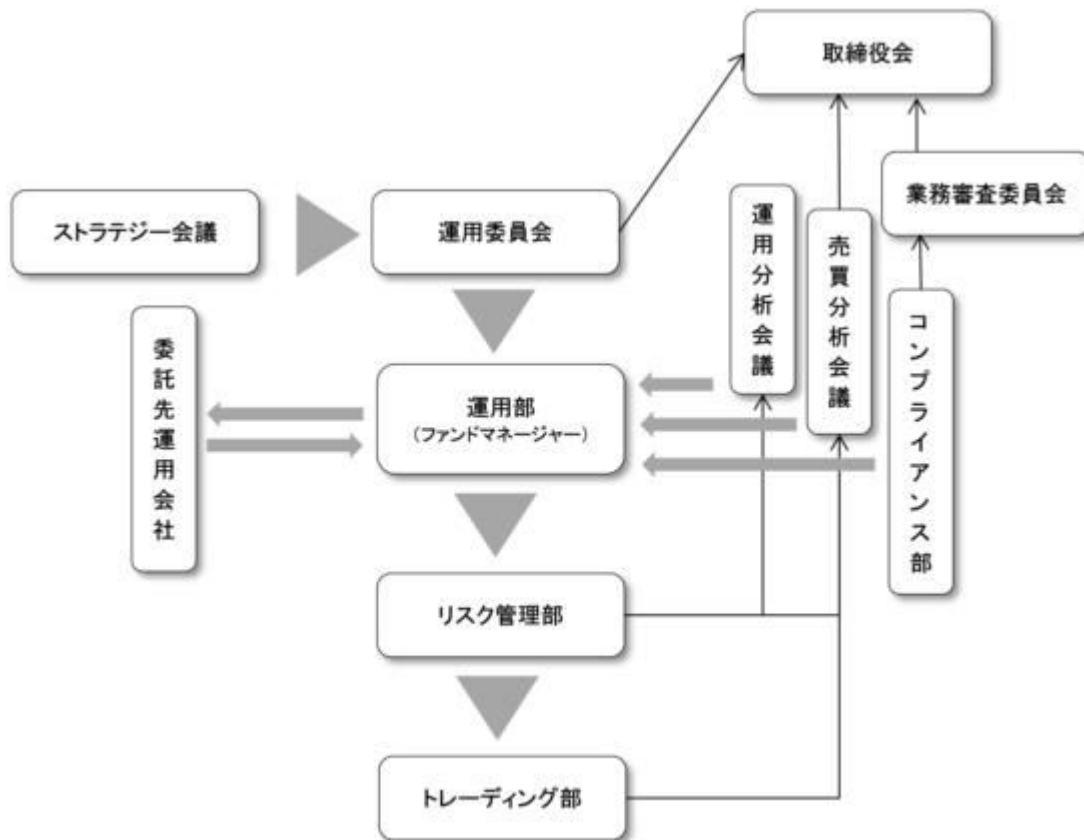 取締役会
業務審査委員会
ストラテジー会議
運用委員会
運用分析会議
売買分析会議
コンプライアンス部
委託先運用会社
運用部
(ファンドマネージャー)
リスク管理部
トレーディング部